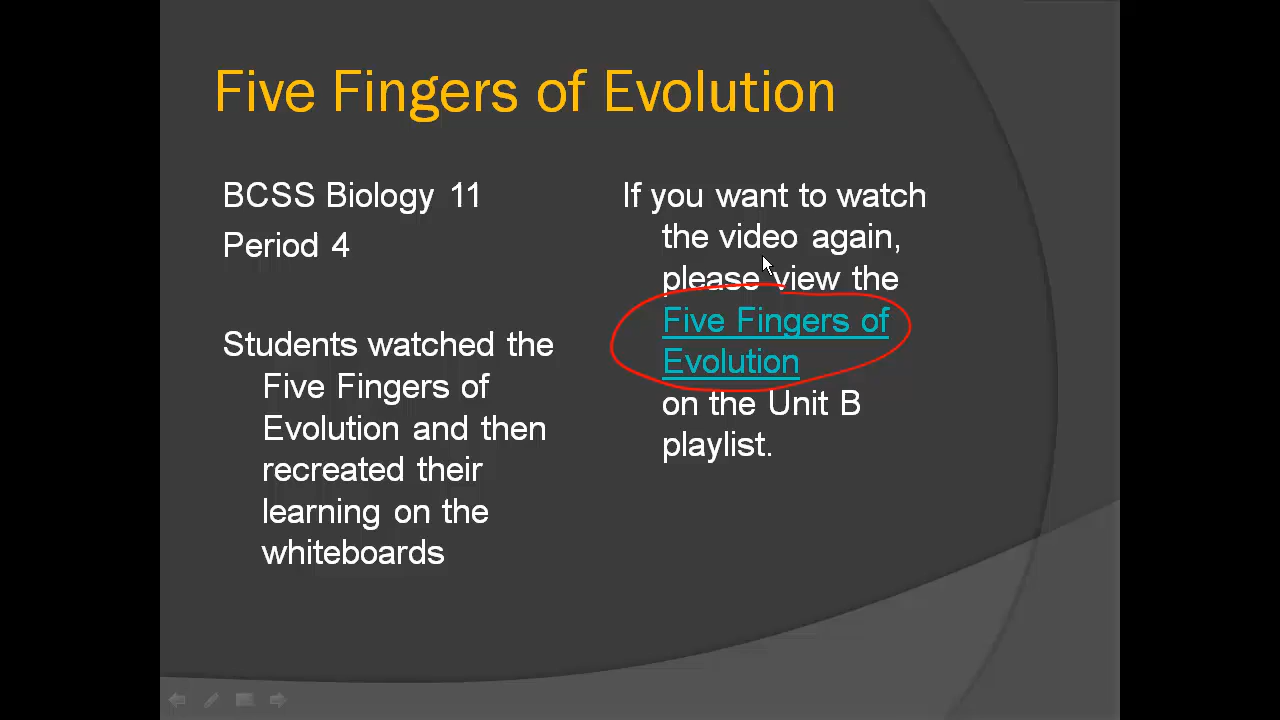 Five Fingers of Evolution
BCSS Biology 11
Period 4
Students watched the
Five Fingers of
Evolution and then
recreated their
learning on the
whiteboards
If you want to watch
the video again,
please view the
Five Fingers of
Evolution
on the Unit B
playlist.